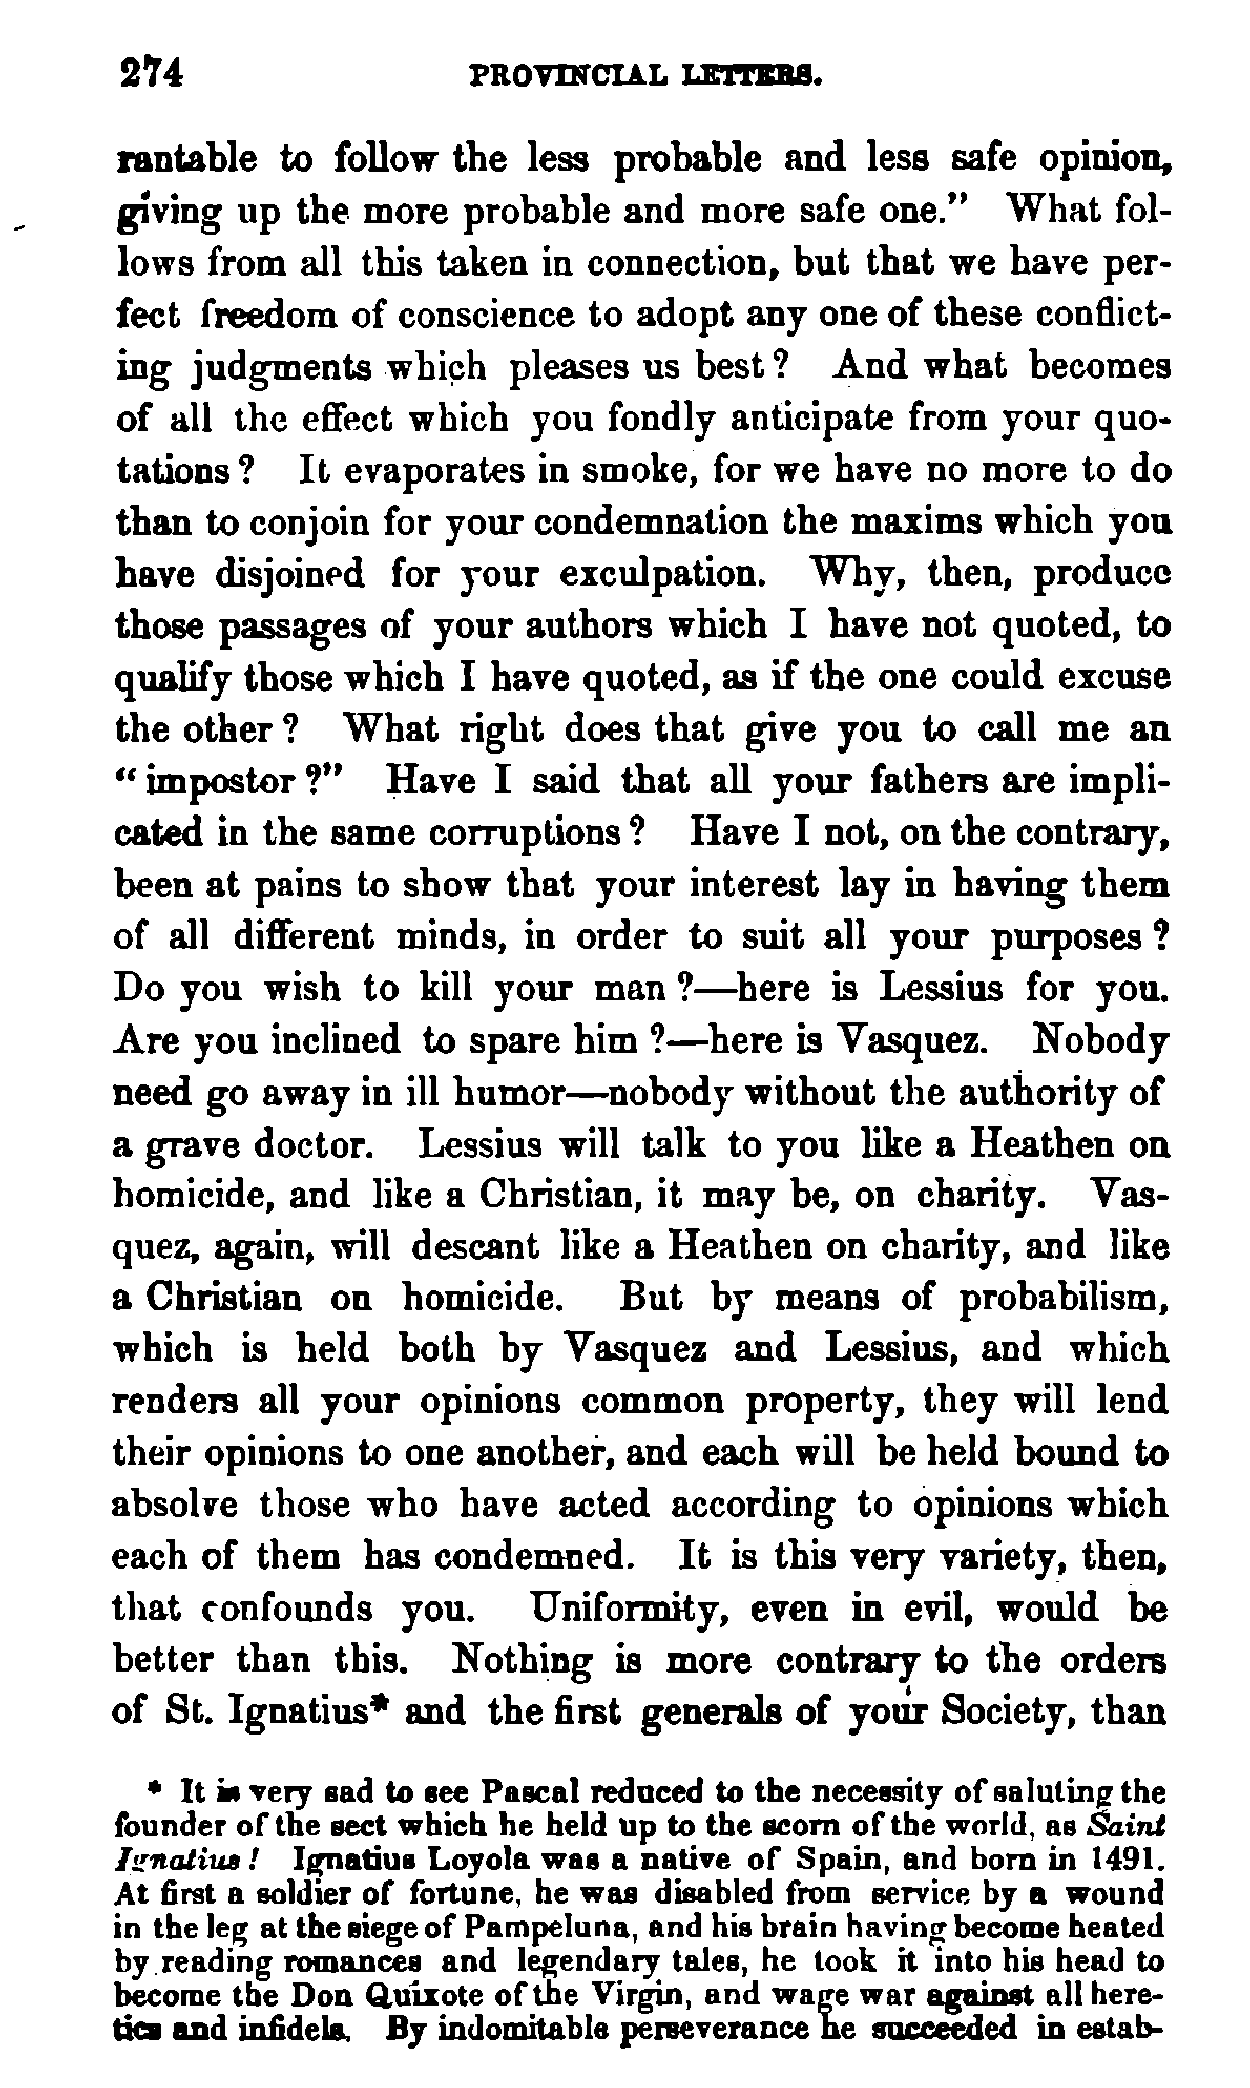 274 PROVINCIAL LETTERS.
rantable to follow the less probable and less safe opinion,
giving up the more probable and more safe one." What fol-
lows from all this taken in connection, but that we have per-
fect freedom of conscience to adopt any one of these conflict-
ing judgments which pleases us best? And what becomes
of all the effect which you fondly anticipate from your quo-
tations? It evaporates in smoke, for we have no more to do
than to conjoin for your condemnation the maxims which you
have disjoined for your exculpation. Why, then, produce
those passages of your authors which I have not quoted, to
qualify those which I have quoted, as if the one could excuse
the other? What right does that give you to call me an
"impostor?" Have I said that all your fathers are impli-
cated in the same corruptions? Have I not, on the contrary,
been at pains to show that your interest lay in having them
of all different minds, in order to suit all your purposes?
Do you wish to kill your man?—here is Lessius for you.
Are you inclined to spare him?—here is Vasquez. Nobody
need go away in ill humor—nobody without the authority of
a grave doctor. Lessius will talk to you like a Heathen on
homicide, and like a Christian, it may be, on charity. Vas-
quez, again, will descant like a Heathen on charity, and like
a Christian on homicide. But by means of probabilism,
which is held both by Vasquez and Lessius, and which
renders all your opinions common property, they will lend
their opinions to one another, and each will be held bound to
absolve those who have acted according to opinions which
each of them has condemned. It is this very variety, then,
that confounds you. Uniformity, even in evil, would be
better than this. Nothing is more contrary to the orders
of St. Ignatius* and the first generals of your Society, than
* It is very sad to see Pascal reduced to the necessity of saluting the
founder of the sect which he held up to the scorn of the world, as Saint
Ignatius! Ignatius Loyola was a native of Spain, and born in 1491.
At first a soldier of fortune, he was disabled from service by a wound
in the leg at the siege of Pampeluna, and his brain having become heated
by reading romances and legendary tales, he took it into his head to
become the Don Quixote of the Virgin, and wage war against all here-
tics and infidels. By indomitable perseverance he succeeded in estab-